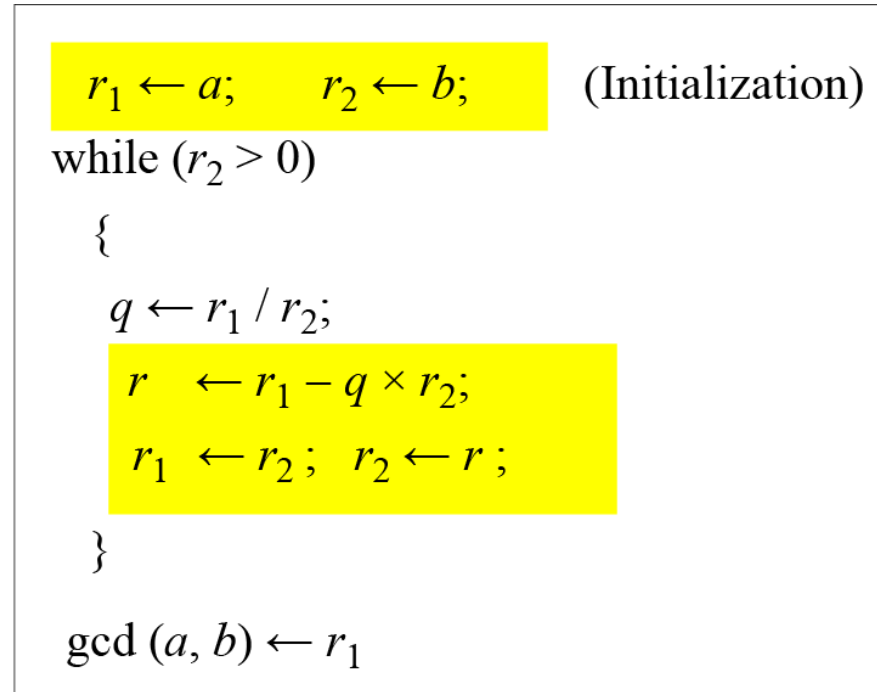 r₁ ← a; r₂ ← b; (Initialization)
while (r₂ > 0)
{
q ← r₁ / r₂;
r ← r₁ – q × r₂;
r₁ ← r₂ ; r₂ ← r ;
}
gcd (a, b) ← r₁